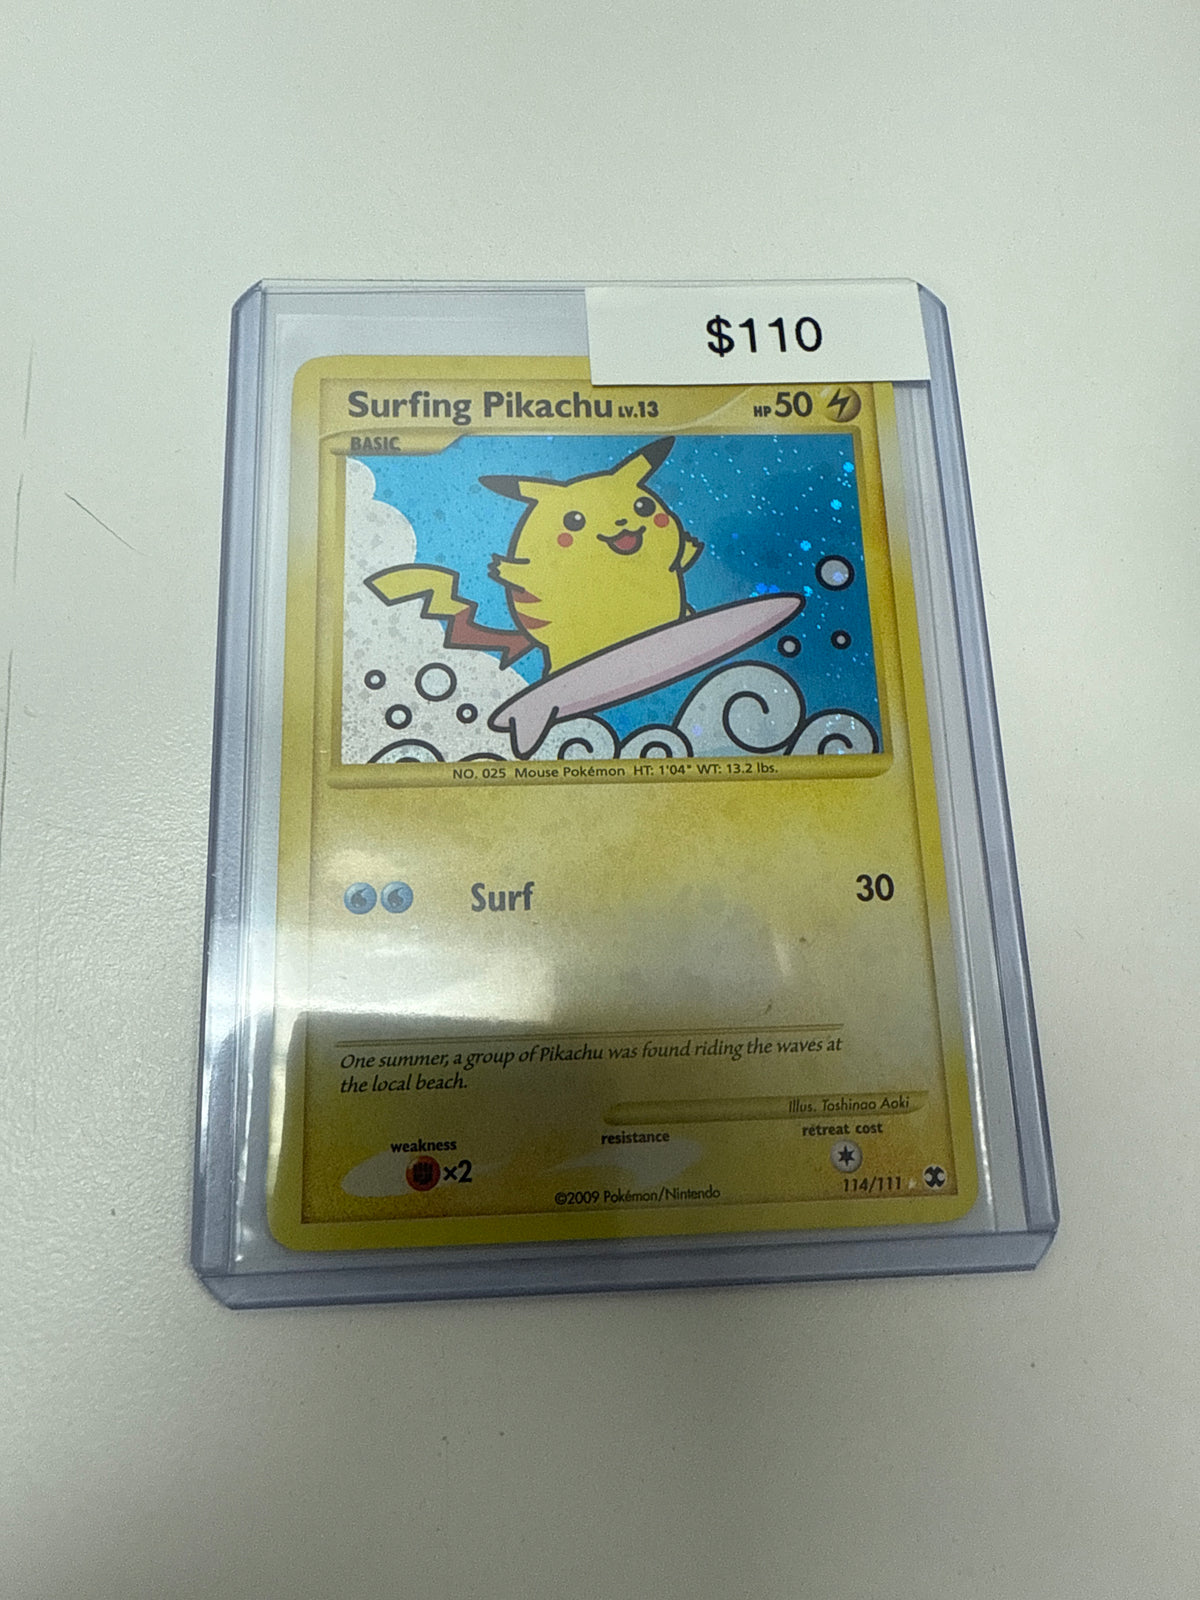 $110
Surfing Pikachu LV.13 HP 50
BASIC
NO. 025 Mouse Pokémon HT: 1'04" WT: 13.2 lbs.
Surf 30
One summer, a group of Pikachu was found riding the waves at
the local beach.
Illus. Toshinao Aoki
weakness resistance retreat cost
×2
114/111
©2009 Pokémon/Nintendo